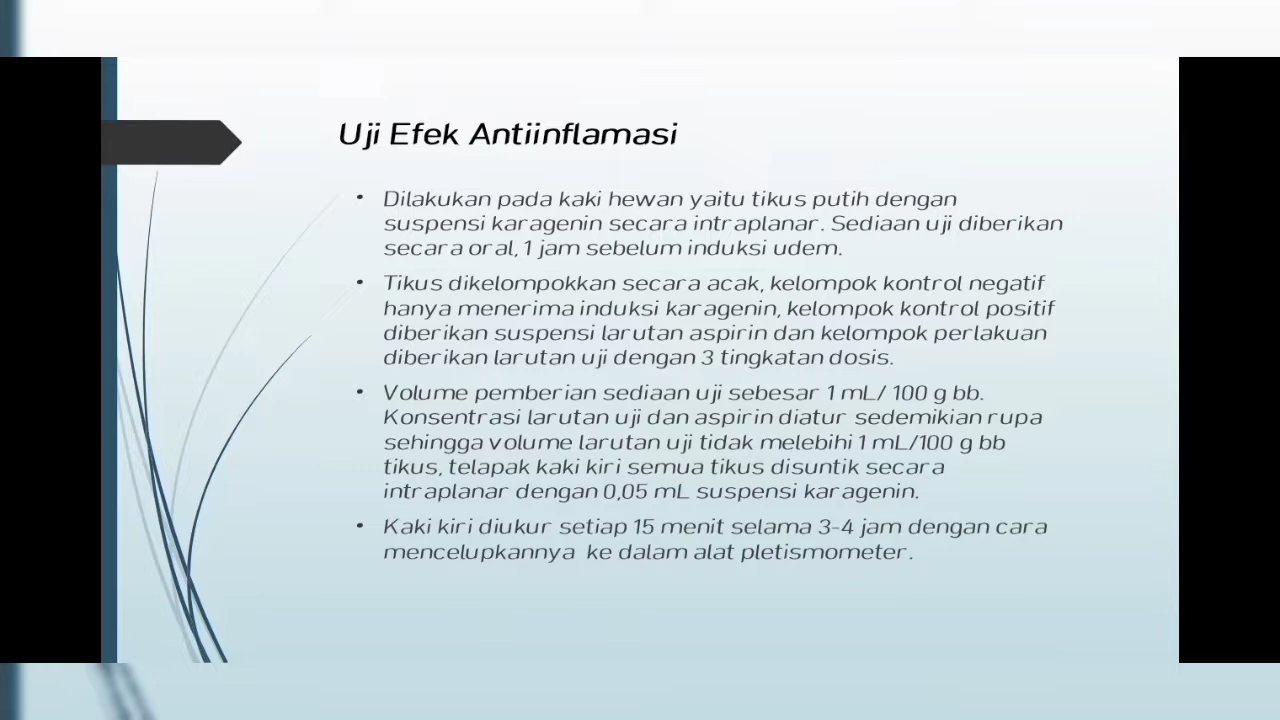 Uji Efek Antiinflamasi
• Dilakukan pada kaki hewan yaitu tikus putih dengan
suspensi karagenin secara intraplanar. Sediaan uji diberikan
secara oral, 1 jam sebelum induksi udem.
• Tikus dikelompokkan secara acak, kelompok kontrol negatif
hanya menerima induksi karagenin, kelompok kontrol positif
diberikan suspensi larutan aspirin dan kelompok perlakuan
diberikan larutan uji dengan 3 tingkatan dosis.
• Volume pemberian sediaan uji sebesar 1 mL/ 100 g bb.
Konsentrasi larutan uji dan aspirin diatur sedemikian rupa
sehingga volume larutan uji tidak melebihi 1 mL/100 g bb
tikus, telapak kaki kiri semua tikus disuntik secara
intraplanar dengan 0,05 mL suspensi karagenin.
• Kaki kiri diukur setiap 15 menit selama 3-4 jam dengan cara
mencelupkannya ke dalam alat pletismometer.